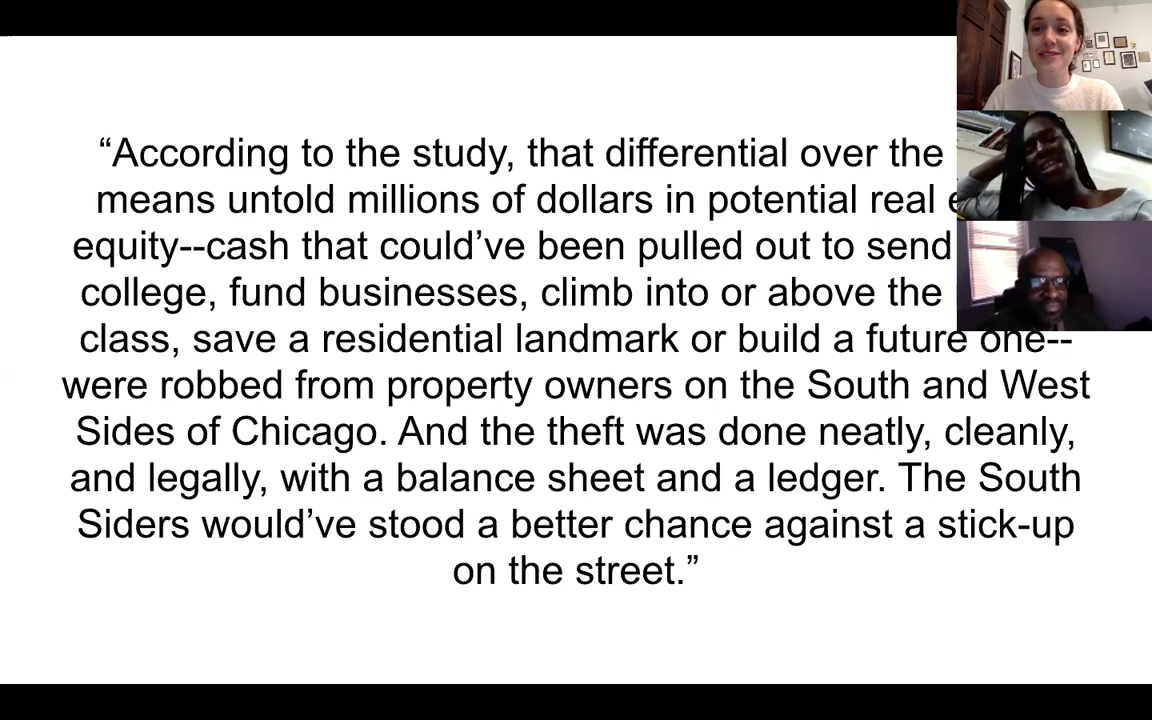 “According to the study, that differential over the
means untold millions of dollars in potential real
equity--cash that could’ve been pulled out to send
college, fund businesses, climb into or above the
class, save a residential landmark or build a future one--
were robbed from property owners on the South and West
Sides of Chicago. And the theft was done neatly, cleanly,
and legally, with a balance sheet and a ledger. The South
Siders would’ve stood a better chance against a stick-up
on the street.”